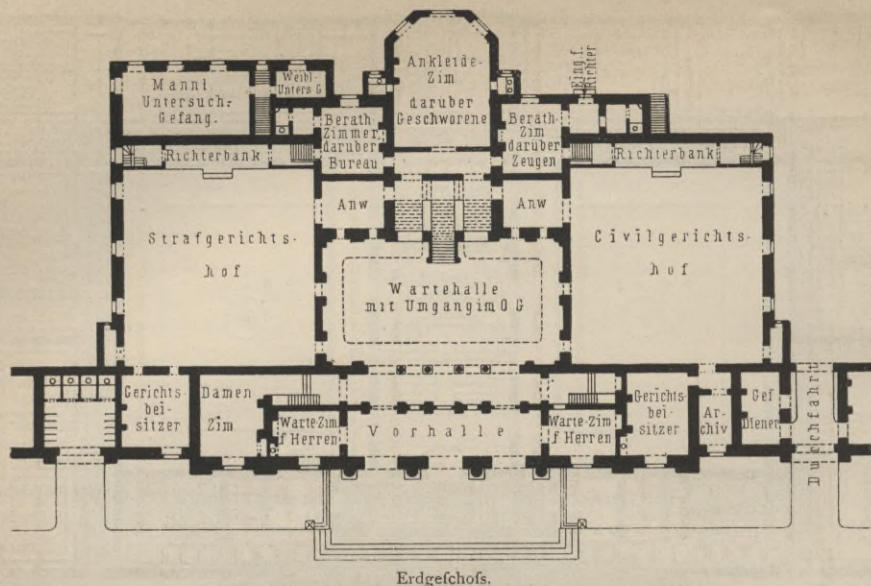 Männl.
Untersuch-
Gefang.
Weibl.
Unters G
Ankleide-
Zim
darüber
Geschworene
Eing. f.
Richter
Berath
Zimmer
darüber
Bureau
Berath-
Zim
darüber
Zeugen
Richterbank
Richterbank
Anw
Anw
Strafgerichts-
hof
Civilgerichts-
hof
Wartehalle
mit Umgang im O G
Gerichts-
bei-
sitzer
Damen
Zim
Warte-Zim
f Herren
Vorhalle
Warte-Zim
f Herren
Gerichts-
bei-
sitzer
Ar-
chiv
Gef
Diener
Durchfahrt
Erdgeſchoſs.